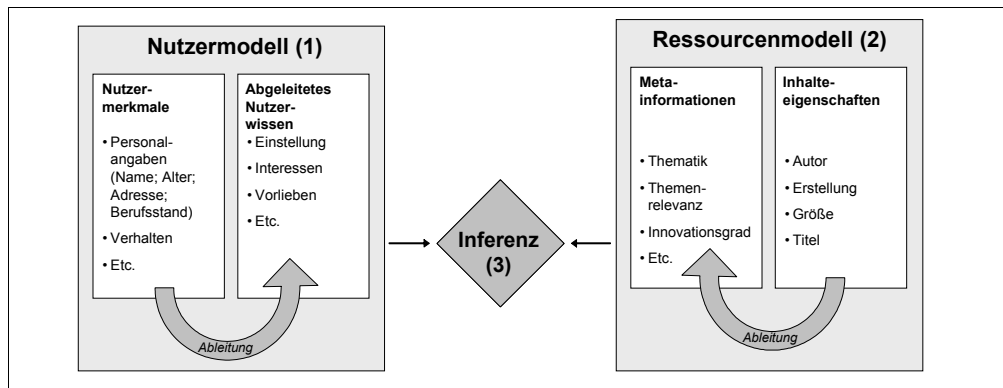 Nutzermodell (1)
Nutzer-
merkmale
• Personal-
angaben
(Name; Alter;
Adresse;
Berufsstand)
• Verhalten
• Etc.
Abgeleitetes
Nutzer-
wissen
• Einstellung
• Interessen
• Vorlieben
• Etc.
Ableitung
Inferenz
(3)
Ressourcenmodell (2)
Meta-
informationen
• Thematik
• Themen-
relevanz
• Innovationsgrad
• Etc.
Inhalte-
eigenschaften
• Autor
• Erstellung
• Größe
• Titel
Ableitung